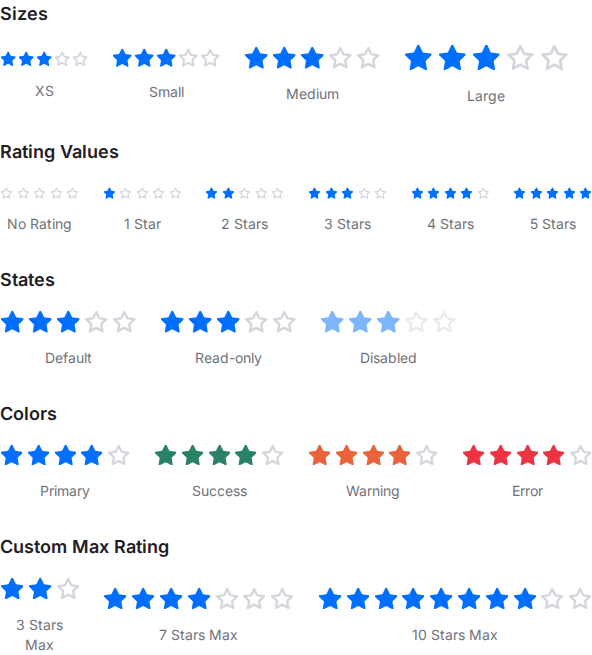 Sizes
XS
Small
Medium
Large
Rating Values
No Rating
1 Star
2 Stars
3 Stars
4 Stars
5 Stars
States
Default
Read-only
Disabled
Colors
Primary
Success
Warning
Error
Custom Max Rating
3 Stars
Max
7 Stars Max
10 Stars Max